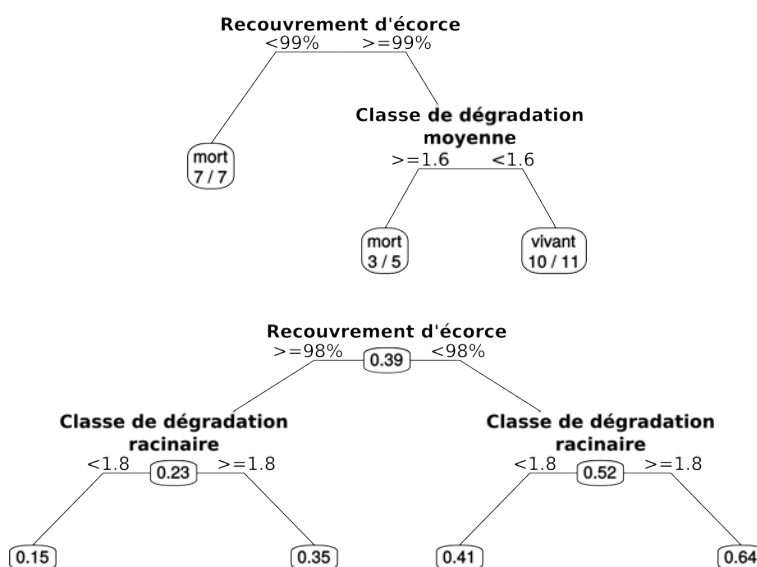 Recouvrement d'écorce
<99% >=99%
Classe de dégradation
moyenne
>=1.6 <1.6
mort
7 / 7
mort
3 / 5
vivant
10 / 11
Recouvrement d'écorce
>=98% 0.39 <98%
Classe de dégradation
racinaire
<1.8 0.23 >=1.8
Classe de dégradation
racinaire
<1.8 0.52 >=1.8
0.15 0.35 0.41 0.64